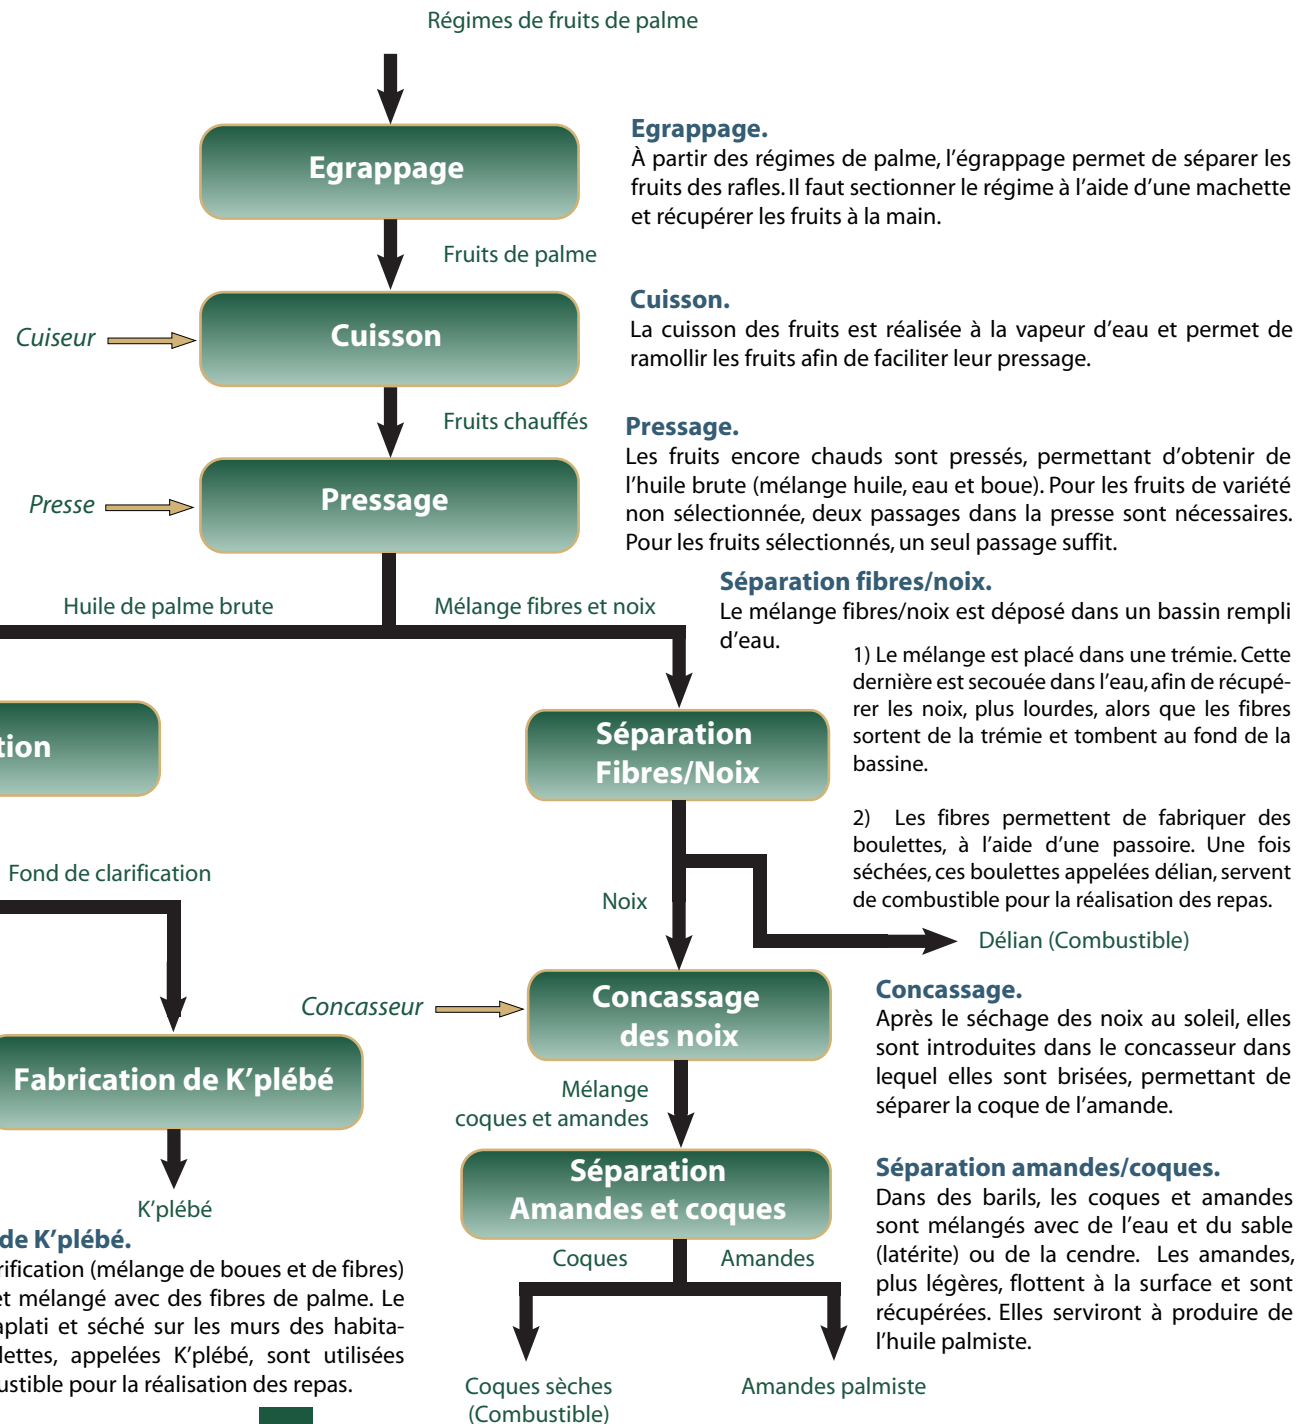 Régimes de fruits de palme
Egrappage
Egrappage.
À partir des régimes de palme, l’égrappage permet de séparer les
fruits des rafles. Il faut sectionner le régime à l’aide d’une machette
et récupérer les fruits à la main.
Fruits de palme
Cuiseur
Cuisson
Cuisson.
La cuisson des fruits est réalisée à la vapeur d’eau et permet de
ramollir les fruits afin de faciliter leur pressage.
Fruits chauffés
Presse
Pressage
Pressage.
Les fruits encore chauds sont pressés, permettant d’obtenir de
l’huile brute (mélange huile, eau et boue). Pour les fruits de variété
non sélectionnée, deux passages dans la presse sont nécessaires.
Pour les fruits sélectionnés, un seul passage suffit.
Huile de palme brute
Mélange fibres et noix
Séparation fibres/noix.
Le mélange fibres/noix est déposé dans un bassin rempli
d’eau.
1) Le mélange est placé dans une trémie. Cette
dernière est secouée dans l’eau, afin de récupé-
rer les noix, plus lourdes, alors que les fibres
sortent de la trémie et tombent au fond de la
bassine.
2) Les fibres permettent de fabriquer des
boulettes, à l’aide d’une passoire. Une fois
séchées, ces boulettes appelées délian, servent
de combustible pour la réalisation des repas.
tion
Séparation
Fibres/Noix
Fond de clarification
Noix
Délian (Combustible)
Concasseur
Concassage
des noix
Concassage.
Après le séchage des noix au soleil, elles
sont introduites dans le concasseur dans
lequel elles sont brisées, permettant de
séparer la coque de l’amande.
Fabrication de K’plébé
Mélange
coques et amandes
K’plébé
Séparation
Amandes et coques
Séparation amandes/coques.
Dans des barils, les coques et amandes
sont mélangés avec de l’eau et du sable
(latérite) ou de la cendre. Les amandes,
plus légères, flottent à la surface et sont
récupérées. Elles serviront à produire de
l’huile palmiste.
de K’plébé.
rification (mélange de boues et de fibres)
et mélangé avec des fibres de palme. Le
aplati et séché sur les murs des habita-
lettes, appelées K’plébé, sont utilisées
ustible pour la réalisation des repas.
Coques
Amandes
Coques sèches
(Combustible)
Amandes palmiste